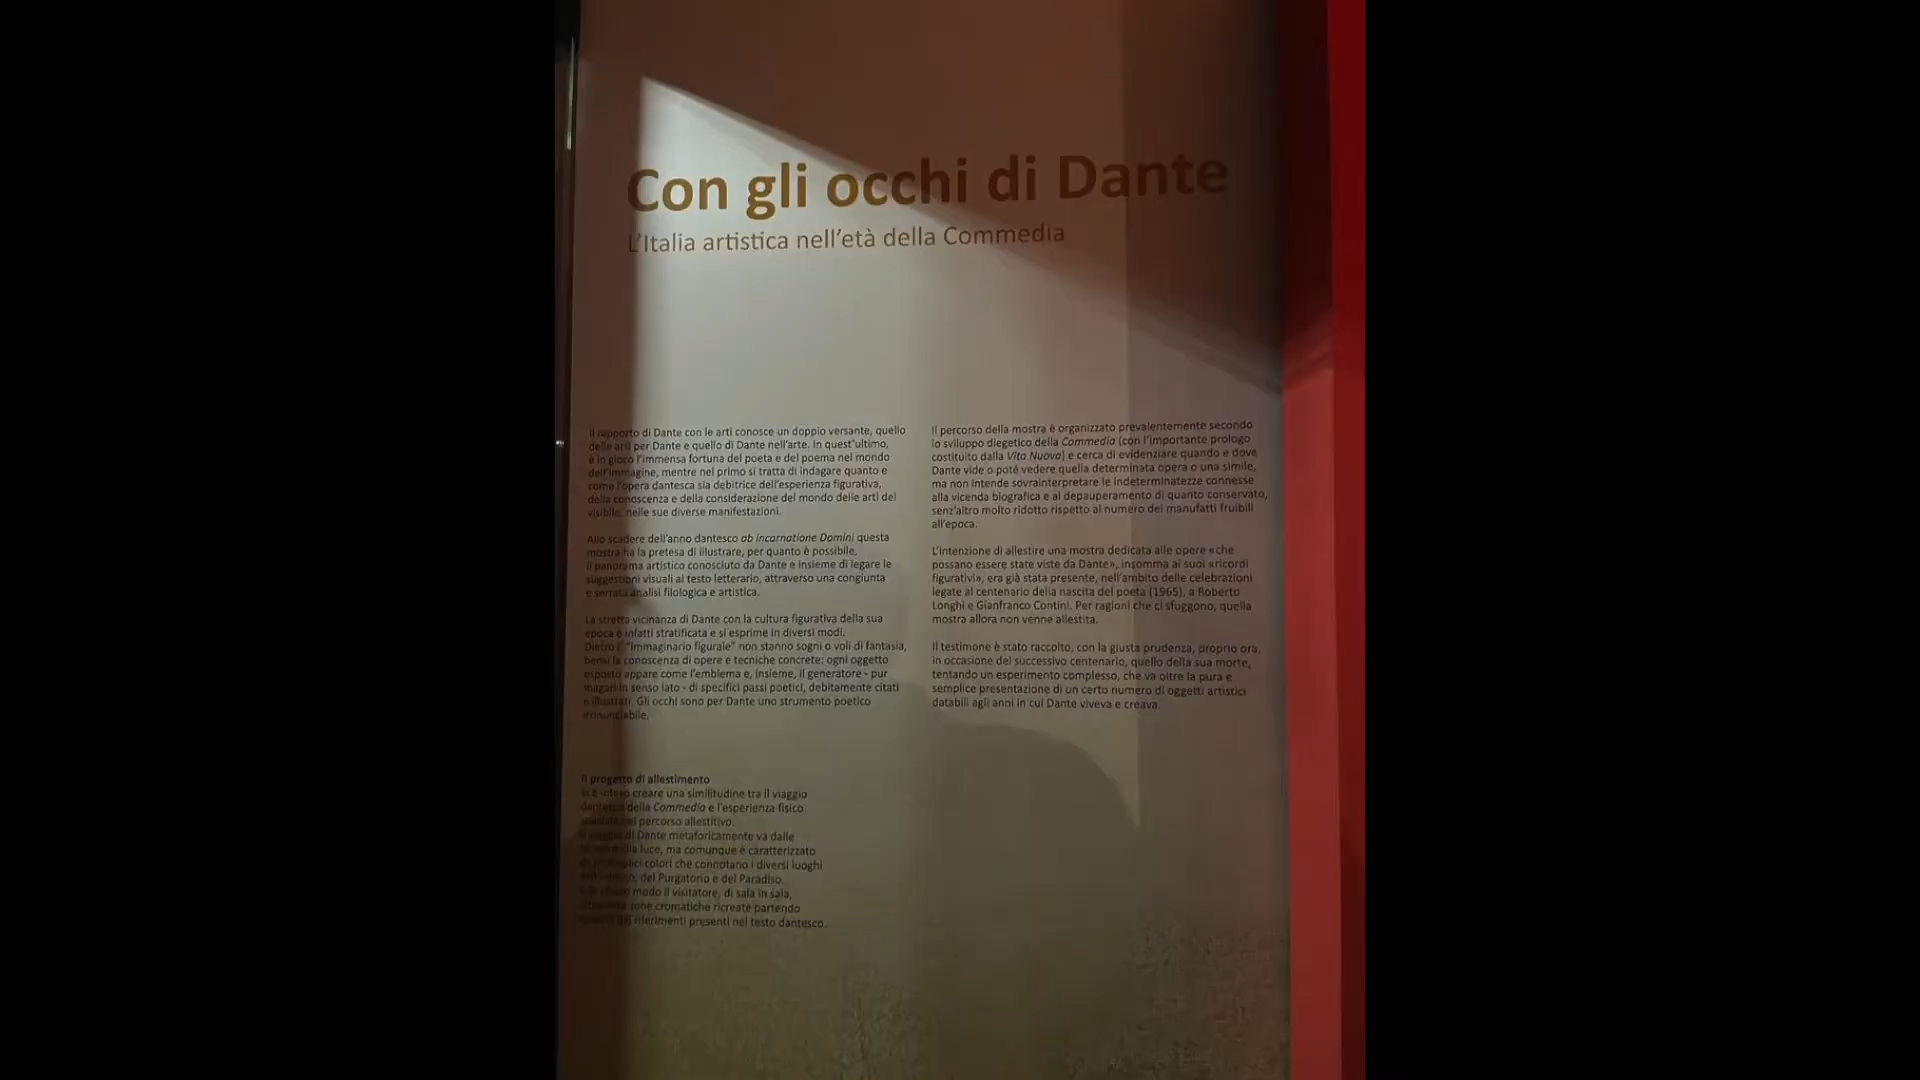 Con gli occhi di Dante
L'Italia artistica nell'età della Commedia
Il rapporto di Dante con le arti conosce un doppio versante, quello
delle arti per Dante e quello di Dante nell'arte. In quest'ultimo,
è in gioco l'immensa fortuna del poeta e del poema nel mondo
dell'immagine, mentre nel primo si tratta di indagare quanto e
come l'opera dantesca sia debitrice dell'esperienza figurativa,
della conoscenza e della considerazione del mondo delle arti del
visibile, nelle sue diverse manifestazioni.
Allo scadere dell'anno dantesco ab incarnatione Domini questa
mostra ha la pretesa di illustrare, per quanto è possibile,
il panorama artistico conosciuto da Dante e insieme di legare le
suggestioni visuali al testo letterario, attraverso una congiunta
e serrata analisi filologica e artistica.
La stretta vicinanza di Dante con la cultura figurativa della sua
epoca è infatti stratificata e si esprime in diversi modi.
Dietro l' "immaginario figurale" non stanno sogni o voli di fantasia,
bensì la conoscenza di opere e tecniche concrete: ogni oggetto
esposto appare come l'emblema e, insieme, il generatore - pur
magari in senso lato - di specifici passi poetici, debitamente citati
e illustrati. Gli occhi sono per Dante uno strumento poetico
irrinunciabile.
Il progetto di allestimento
Si è inteso creare una similitudine tra il viaggio
dantesco della Commedia e l'esperienza fisico
spaziale nel percorso allestitivo.
di Dante metaforicamente va dalle
alla luce, ma comunque è caratterizzato
colori che connotano i diversi luoghi
del Purgatorio e del Paradiso.
modo il visitatore, di sala in sala,
zone cromatiche ricreate partendo
riferimenti presenti nel testo dantesco.
Il percorso della mostra è organizzato prevalentemente secondo
lo sviluppo diegetico della Commedia (con l'importante prologo
costituito dalla Vita Nuova) e cerca di evidenziare quando e dove
Dante vide o poté vedere quella determinata opera o una simile,
ma non intende sovrainterpretare le indeterminatezze connesse
alla vicenda biografica e al depauperamento di quanto conservato,
senz'altro molto ridotto rispetto al numero dei manufatti fruibili
all'epoca.
L'intenzione di allestire una mostra dedicata alle opere «che
possano essere state viste da Dante», insomma ai suoi «ricordi
figurativi», era già stata presente, nell'ambito delle celebrazioni
legate al centenario della nascita del poeta (1965), a Roberto
Longhi e Gianfranco Contini. Per ragioni che ci sfuggono, quella
mostra allora non venne allestita.
Il testimone è stato raccolto, con la giusta prudenza, proprio ora,
in occasione del successivo centenario, quello della sua morte,
tentando un esperimento complesso, che va oltre la pura e
semplice presentazione di un certo numero di oggetti artistici
databili agli anni in cui Dante viveva e creava.